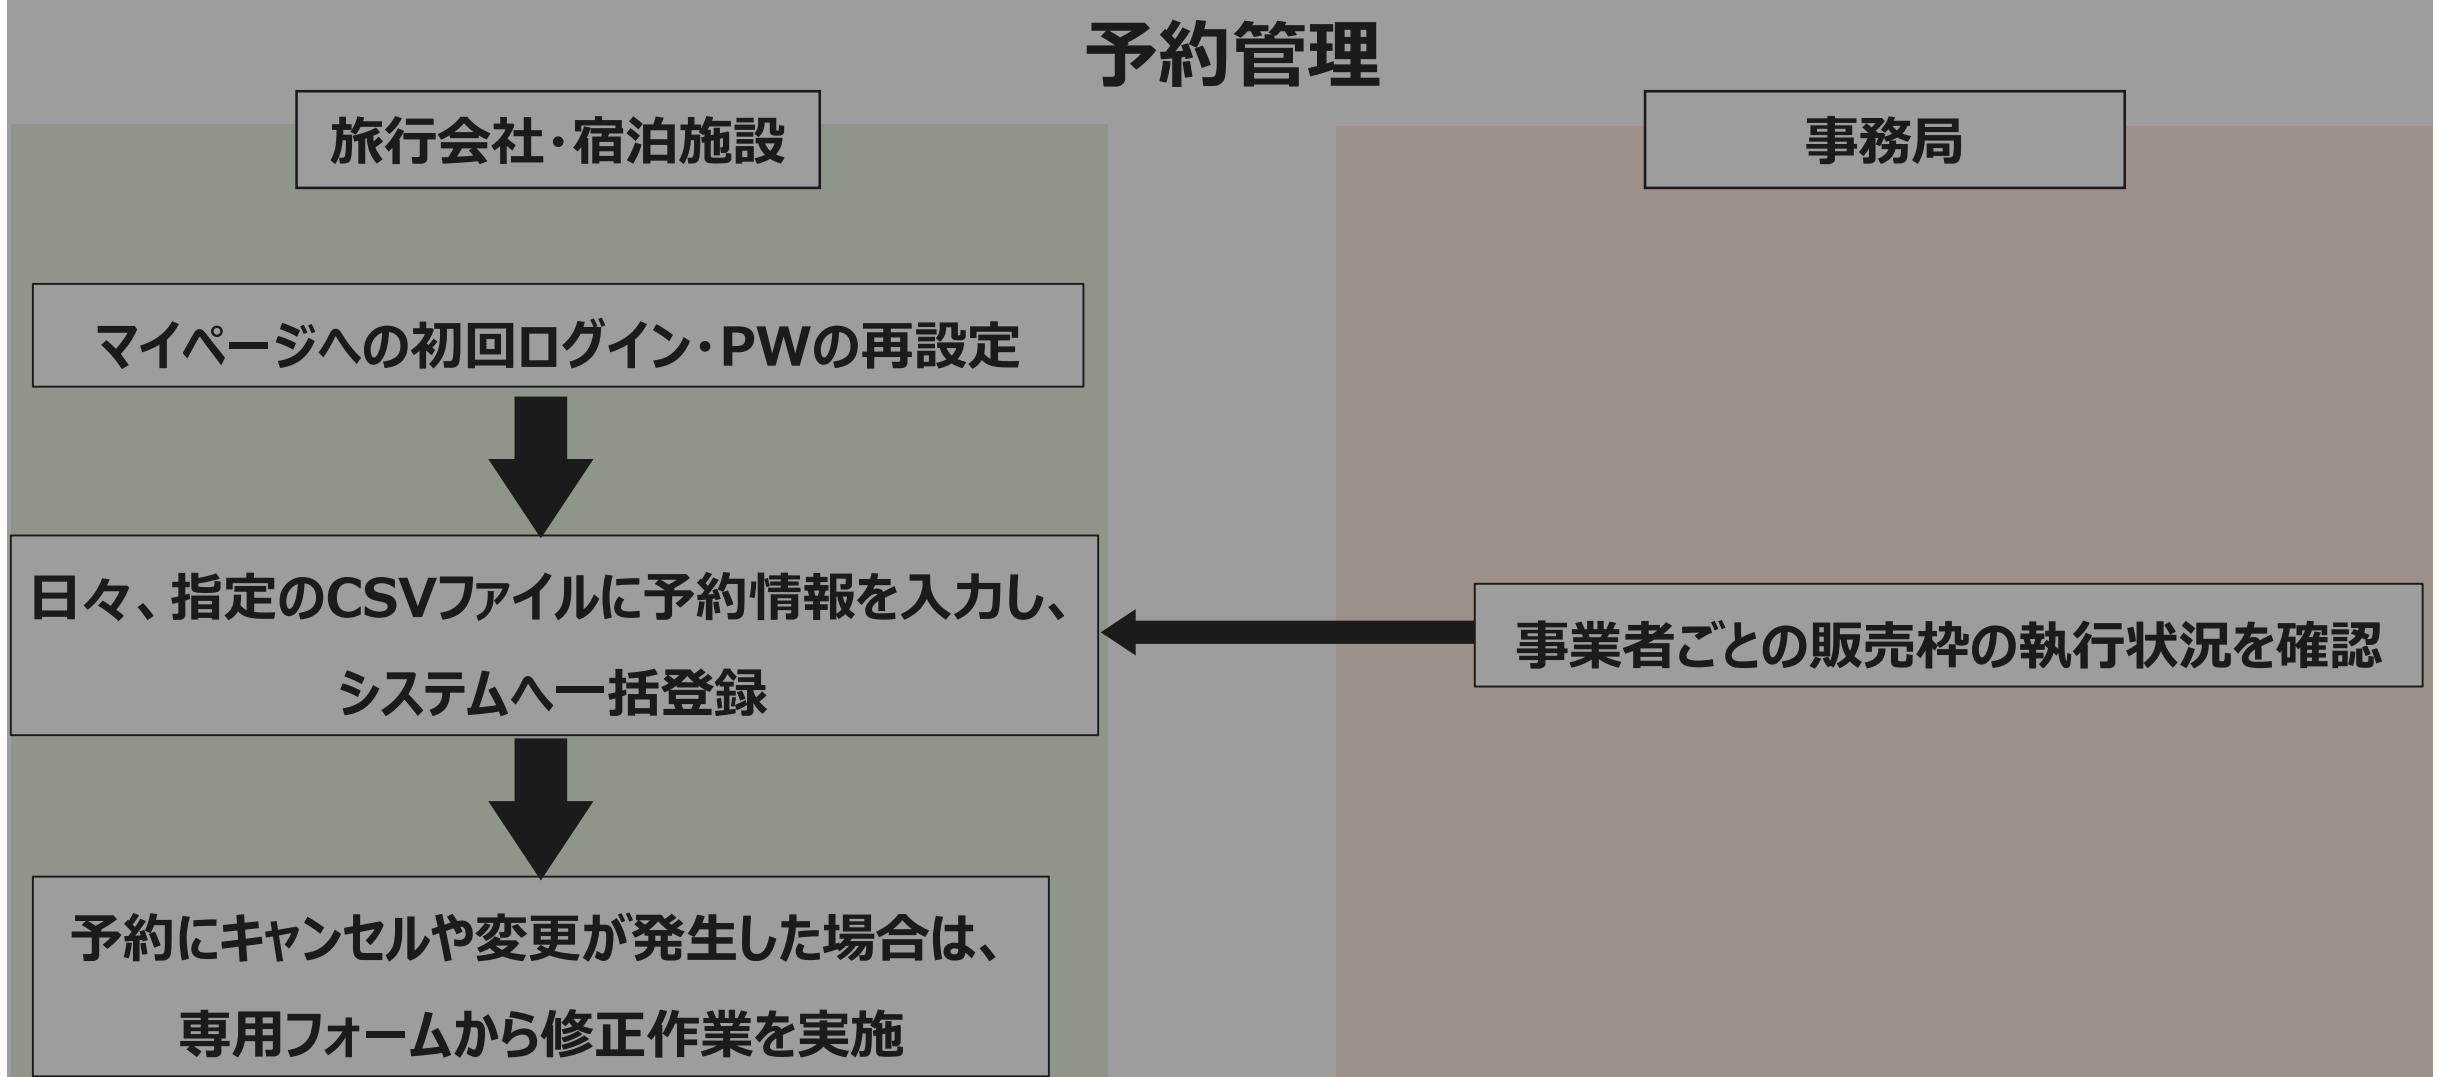 予約管理
旅行会社・宿泊施設
事務局
マイページへの初回ログイン・PWの再設定
日々、指定のCSVファイルに予約情報を入力し、
システムへ一括登録
事業者ごとの販売枠の執行状況を確認
予約にキャンセルや変更が発生した場合は、
専用フォームから修正作業を実施